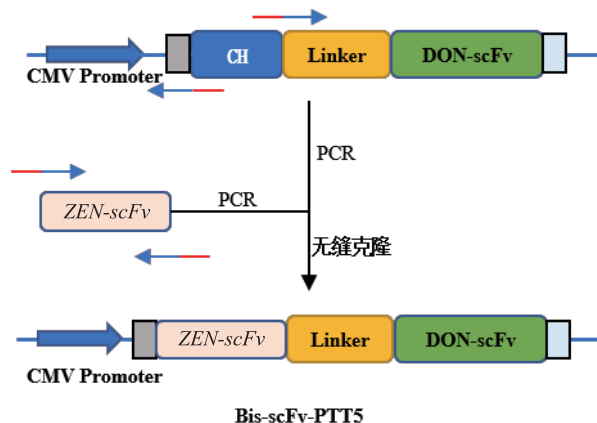 CH
Linker
DON-scFv
CMV Promoter
PCR
ZEN-scFv
PCR
无缝克隆
ZEN-scFv
Linker
DON-scFv
CMV Promoter
Bis-scFv-PTT5